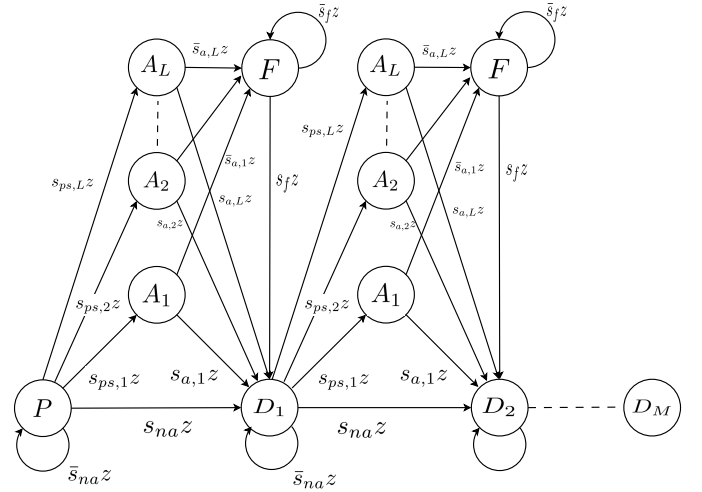 s̄_f z s̄_f z
A_L s̄_{a,L}z F A_L s̄_{a,L}z F
s_{ps,L}z
s̄_{a,1}z s̄_{a,1}z
s_{ps,L}z A_2 s_f z A_2 s_f z
s_{a,L}z s_{a,L}z
s_{a,2}z s_{a,2}z
s_{ps,2}z A_1 s_{ps,2}z A_1
s_{ps,1}z s_{a,1}z s_{ps,1}z s_{a,1}z
P D_1 D_2 D_M
s_{na}z s_{na}z
s̄_{na}z s̄_{na}z